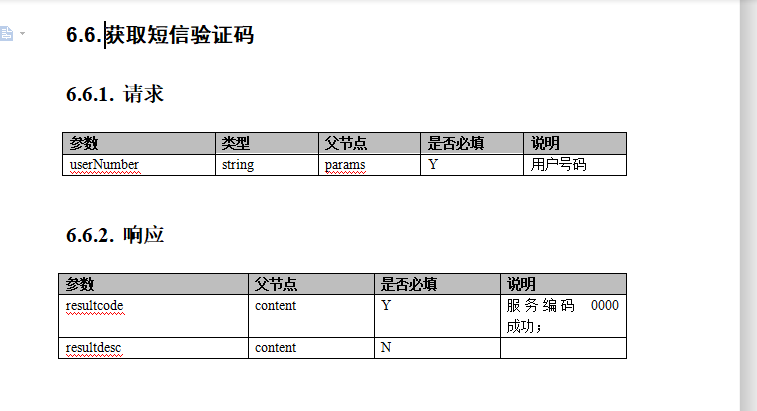 6.6.获取短信验证码
6.6.1. 请求
参数 类型 父节点 是否必填 说明
userNumber string params Y 用户号码
6.6.2. 响应
参数 父节点 是否必填 说明
resultcode content Y 服务编码 0000
成功；
resultdesc content N